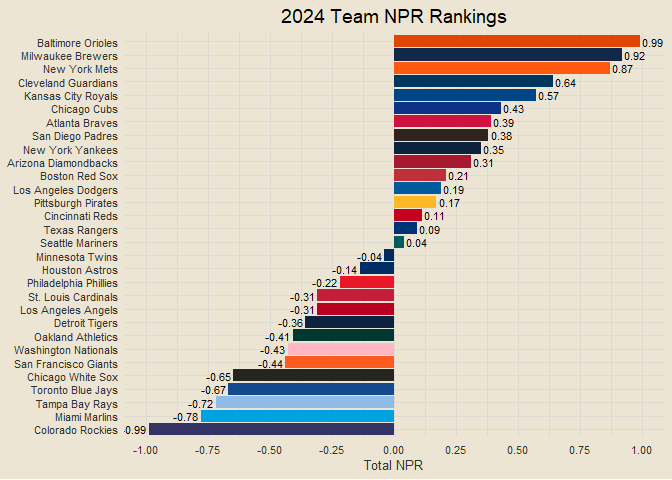 2024 Team NPR Rankings
Baltimore Orioles 0.99
Milwaukee Brewers 0.92
New York Mets 0.87
Cleveland Guardians 0.64
Kansas City Royals 0.57
Chicago Cubs 0.43
Atlanta Braves 0.39
San Diego Padres 0.38
New York Yankees 0.35
Arizona Diamondbacks 0.31
Boston Red Sox 0.21
Los Angeles Dodgers 0.19
Pittsburgh Pirates 0.17
Cincinnati Reds 0.11
Texas Rangers 0.09
Seattle Mariners 0.04
Minnesota Twins -0.04
Houston Astros -0.14
Philadelphia Phillies -0.22
St. Louis Cardinals -0.31
Los Angeles Angels -0.31
Detroit Tigers -0.36
Oakland Athletics -0.41
Washington Nationals -0.43
San Francisco Giants -0.44
Chicago White Sox -0.65
Toronto Blue Jays -0.67
Tampa Bay Rays -0.72
Miami Marlins -0.78
Colorado Rockies -0.99
-1.00 -0.75 -0.50 -0.25 0.00 0.25 0.50 0.75 1.00
Total NPR